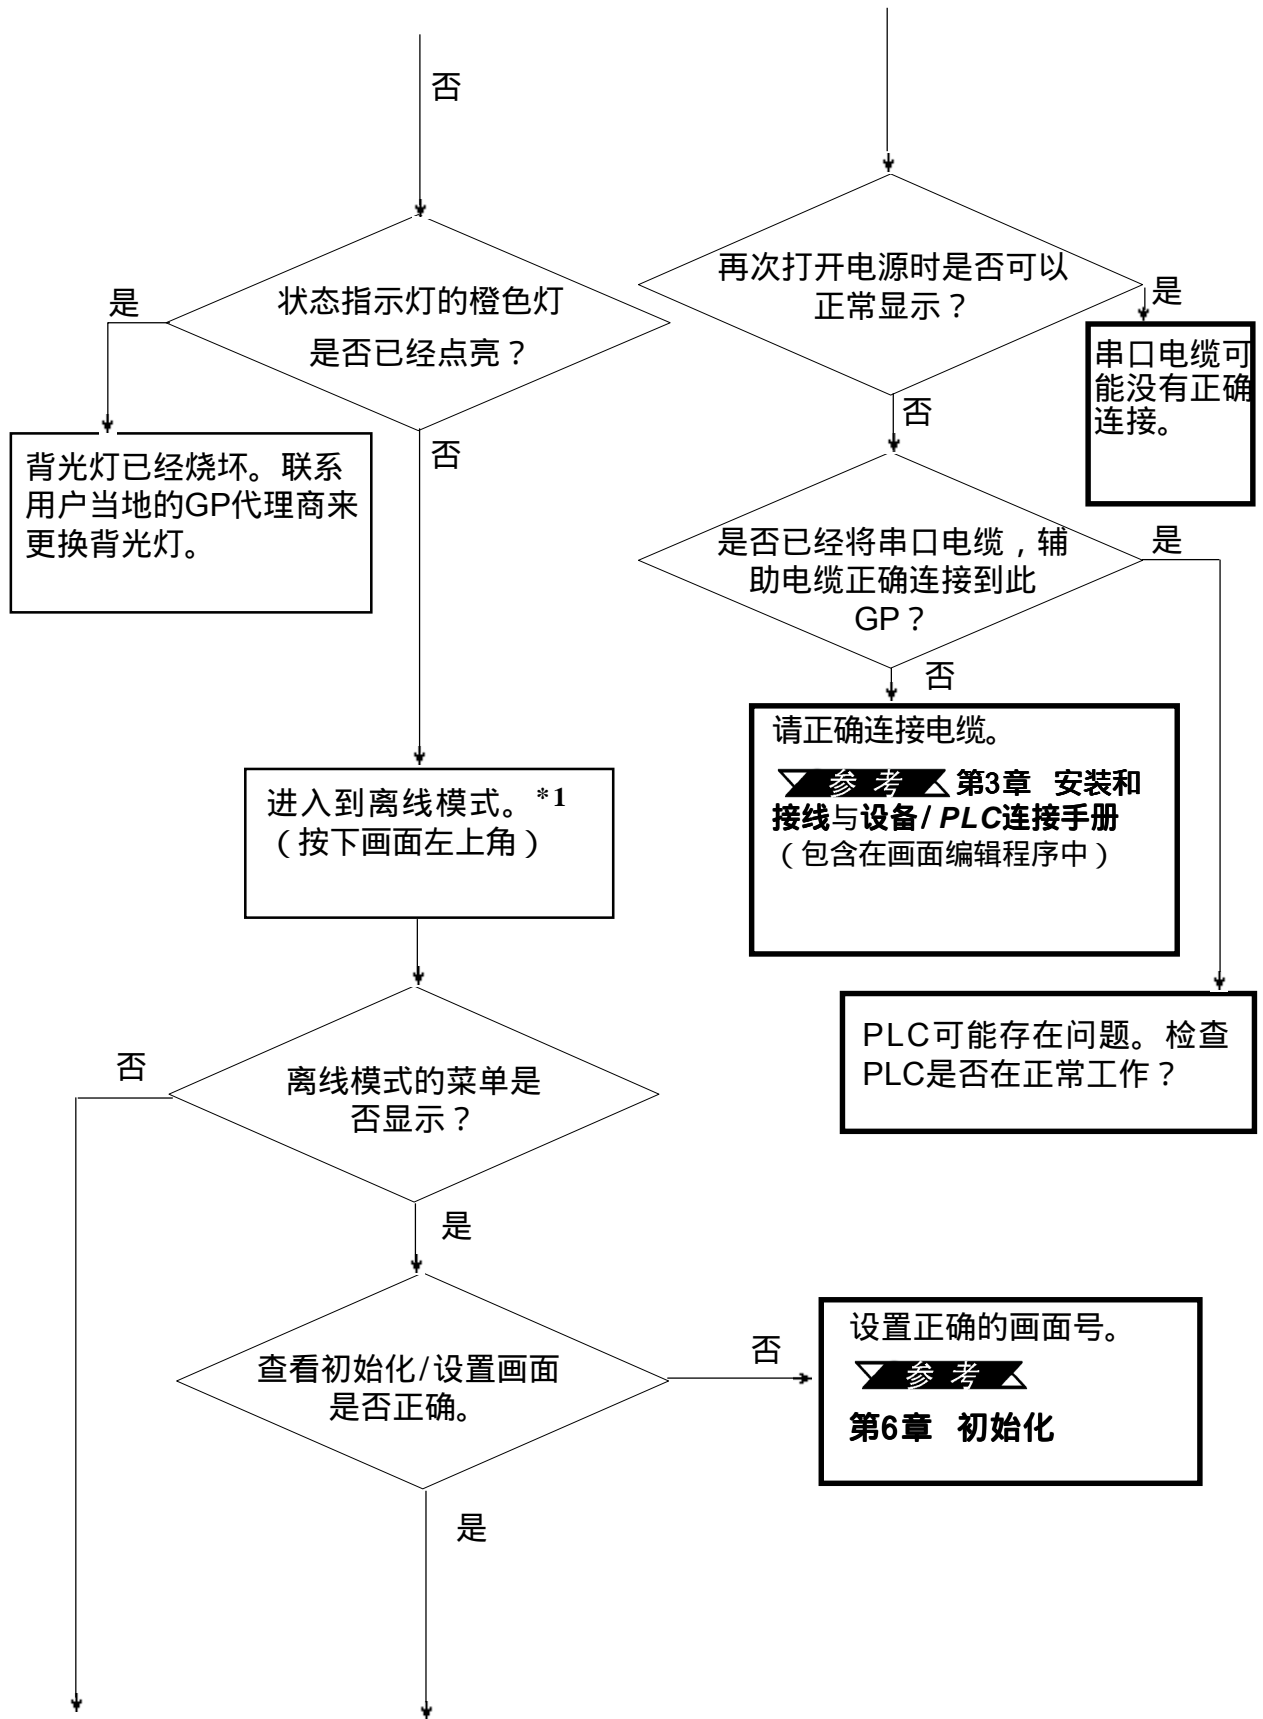 否
状态指示灯的橙色灯
是否已经点亮？
是
背光灯已经烧坏。联系
用户当地的GP代理商来
更换背光灯。
否
进入到离线模式。*1
（按下画面左上角）
离线模式的菜单是
否显示？
否
是
查看初始化/设置画面
是否正确。
否
设置正确的画面号。
参 考
第6章 初始化
是
再次打开电源时是否可以
正常显示？
是
串口电缆可
能没有正确
连接。
否
是否已经将串口电缆，辅
助电缆正确连接到此
GP？
是
否
请正确连接电缆。
参 考 第3章 安装和
接线与设备/PLC连接手册
（包含在画面编辑程序中）
PLC可能存在问题。检查
PLC是否在正常工作？